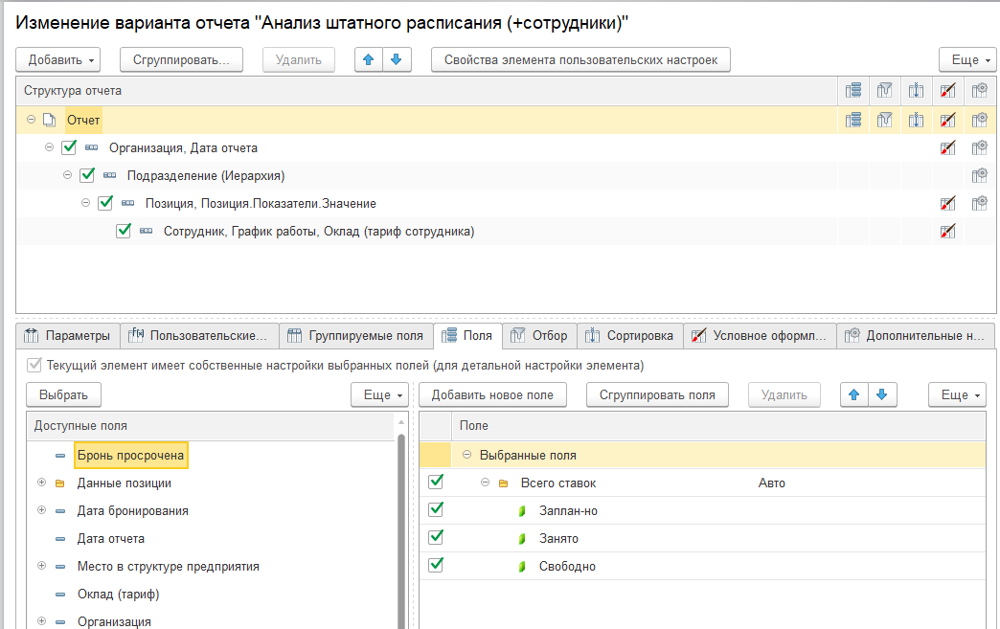 Изменение варианта отчета "Анализ штатного расписания (+сотрудники)"
Добавить Сгруппировать... Удалить Свойства элемента пользовательских настроек Еще
Структура отчета
Отчет
Организация, Дата отчета
Подразделение (Иерархия)
Позиция, Позиция.Показатели.Значение
Сотрудник, График работы, Оклад (тариф сотрудника)
Параметры Пользовательские... Группируемые поля Поля Отбор Сортировка Условное оформл... Дополнительные н...
Текущий элемент имеет собственные настройки выбранных полей (для детальной настройки элемента)
Выбрать Еще Добавить новое поле Сгруппировать поля Удалить Еще
Доступные поля Поле
Бронь просрочена Выбранные поля
Данные позиции Всего ставок Авто
Дата бронирования Заплан-но
Дата отчета Занято
Место в структуре предприятия Свободно
Оклад (тариф)
Организация